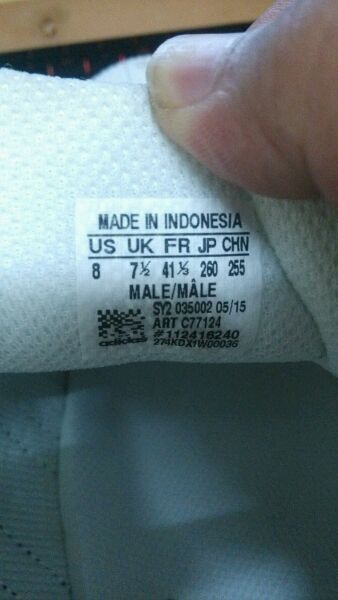 MADE IN INDONESIA
US UK FR JP CHN
8 7½ 41⅓ 260 255
MALE/MÂLE
SY2 035002 05/15
ART C77124
#112416240
adidas 274KDX1W00036